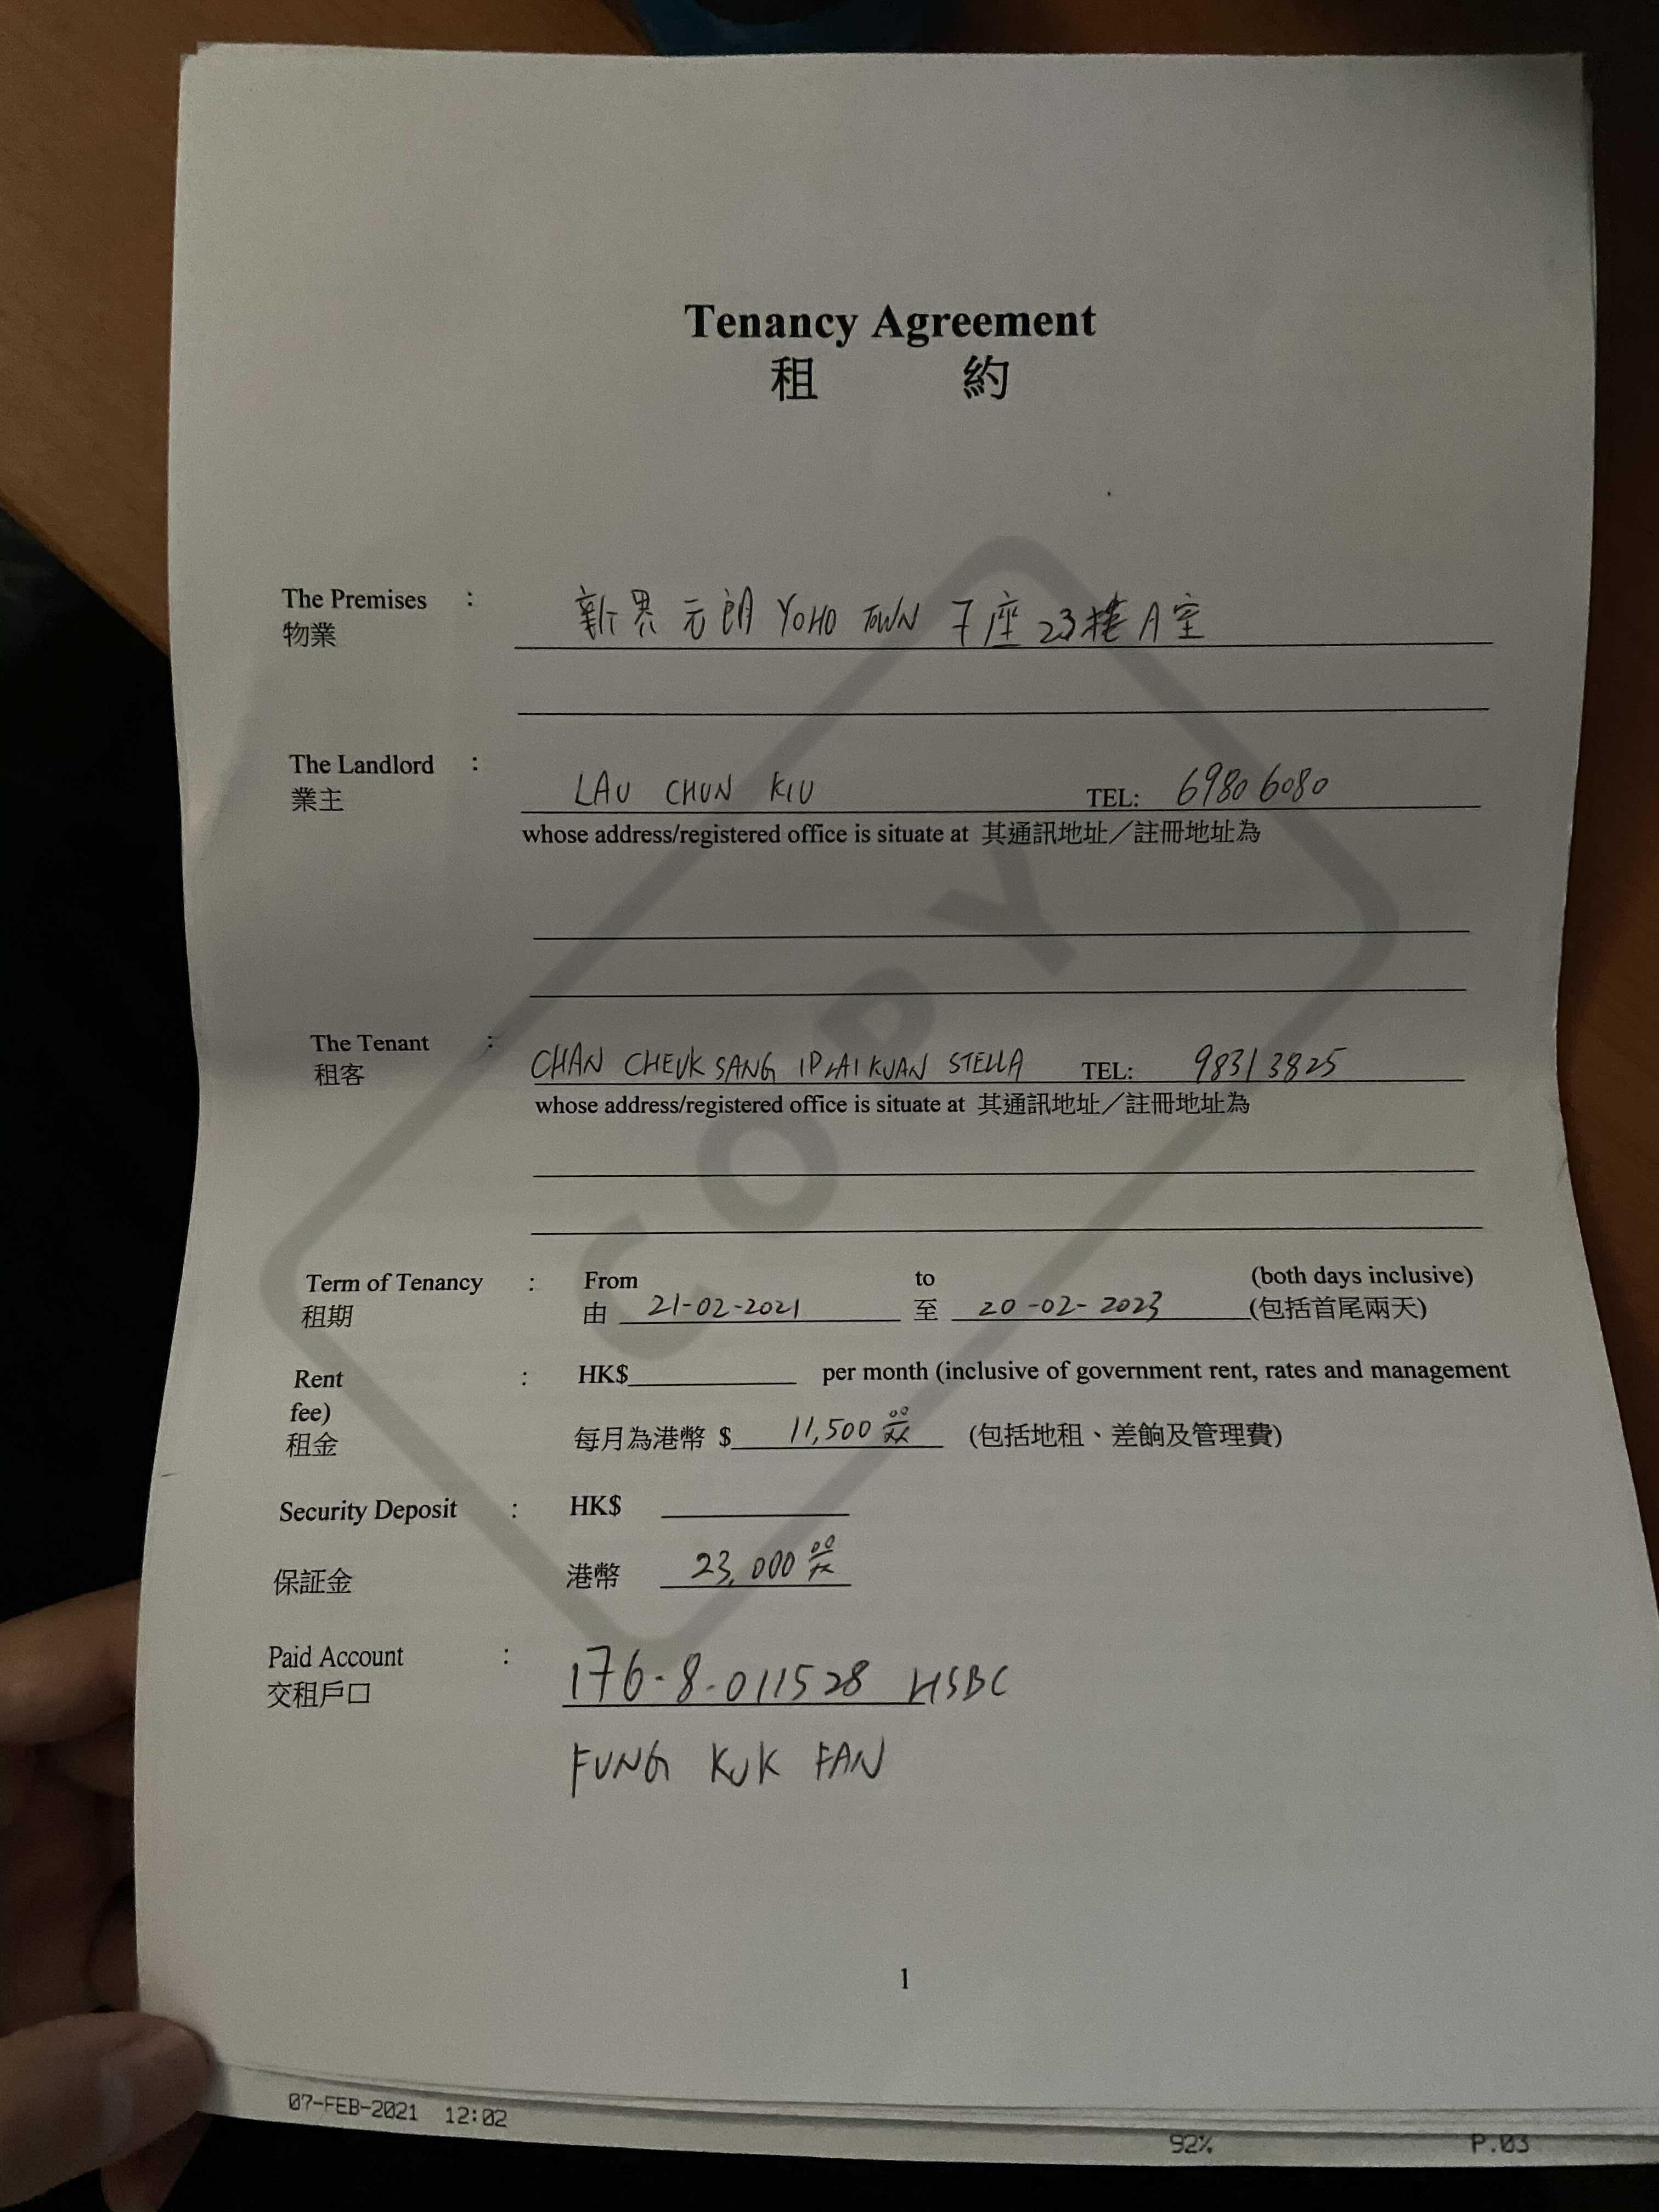 Tenancy Agreement
租 約
The Premises :
物業
新界元朗 YOHO TOWN 7座23樓A室
The Landlord :
業主
LAU CHUN KIU TEL: 6980 6080
whose address/registered office is situate at 其通訊地址／註冊地址為
The Tenant :
租客
CHAN CHEUK SANG IP LAI KUAN STELLA TEL: 9831 3825
whose address/registered office is situate at 其通訊地址／註冊地址為
Term of Tenancy : From to (both days inclusive)
租期 由 21-02-2021 至 20-02-2023 (包括首尾兩天)
Rent : HK$ per month (inclusive of government rent, rates and management
fee)
租金 每月為港幣 $ 11,500 (包括地租、差餉及管理費)
Security Deposit : HK$
保証金 港幣 23,000
Paid Account :
交租戶口 176-8-011528 HSBC
FUNG KUK FAN
COPY
1
07-FEB-2021 12:02 92% P.03